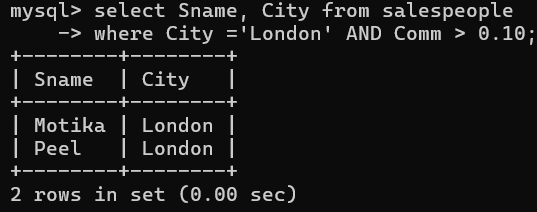 mysql> select Sname, City from salespeople
    -> where City ='London' AND Comm > 0.10;
+--------+--------+
| Sname  | City   |
+--------+--------+
| Motika | London |
| Peel   | London |
+--------+--------+
2 rows in set (0.00 sec)